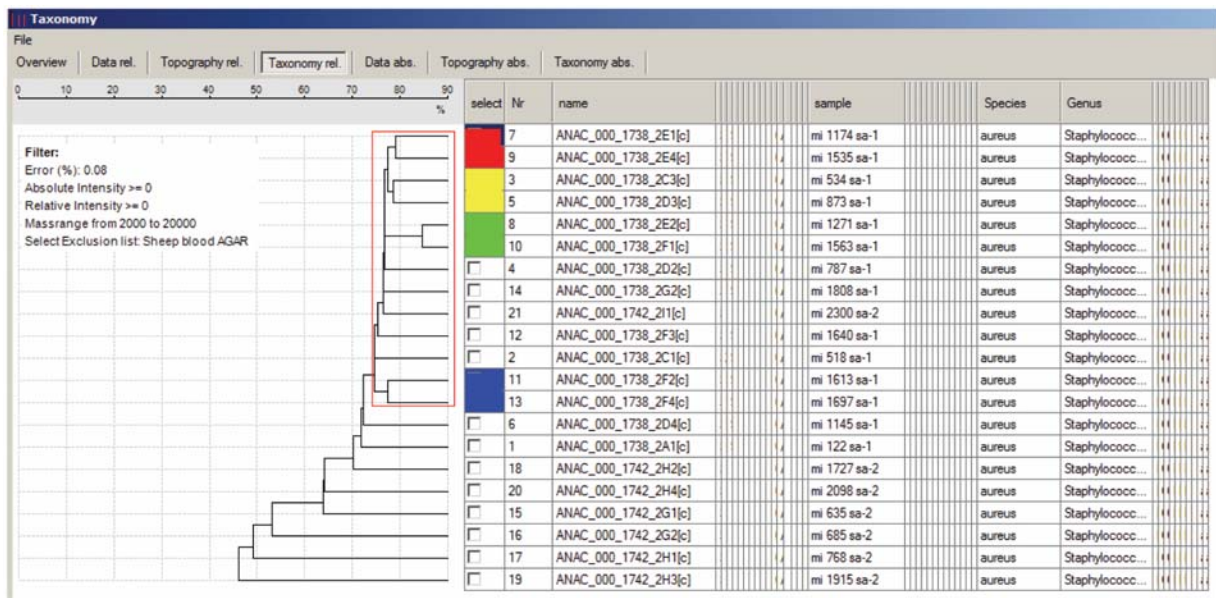 Taxonomy
File
Overview Data rel. Topography rel. Taxonomy rel. Data abs. Topography abs. Taxonomy abs.
0 10 20 30 40 50 60 70 80 90
%
select Nr name sample Species Genus
Filter:
Error (%): 0.08
Absolute Intensity >= 0
Relative Intensity >= 0
Massrange from 2000 to 20000
Select Exclusion list: Sheep blood AGAR
7 ANAC_000_1738_2E1[c] mi 1174 sa-1 aureus Staphylococc...
9 ANAC_000_1738_2E4[c] mi 1535 sa-1 aureus Staphylococc...
3 ANAC_000_1738_2C3[c] mi 534 sa-1 aureus Staphylococc...
5 ANAC_000_1738_2D3[c] mi 873 sa-1 aureus Staphylococc...
8 ANAC_000_1738_2E2[c] mi 1271 sa-1 aureus Staphylococc...
10 ANAC_000_1738_2F1[c] mi 1563 sa-1 aureus Staphylococc...
4 ANAC_000_1738_2D2[c] mi 787 sa-1 aureus Staphylococc...
14 ANAC_000_1738_2G2[c] mi 1808 sa-1 aureus Staphylococc...
21 ANAC_000_1742_2I1[c] mi 2300 sa-2 aureus Staphylococc...
12 ANAC_000_1738_2F3[c] mi 1640 sa-1 aureus Staphylococc...
2 ANAC_000_1738_2C1[c] mi 518 sa-1 aureus Staphylococc...
11 ANAC_000_1738_2F2[c] mi 1613 sa-1 aureus Staphylococc...
13 ANAC_000_1738_2F4[c] mi 1697 sa-1 aureus Staphylococc...
6 ANAC_000_1738_2D4[c] mi 1145 sa-1 aureus Staphylococc...
1 ANAC_000_1738_2A1[c] mi 122 sa-1 aureus Staphylococc...
18 ANAC_000_1742_2H2[c] mi 1727 sa-2 aureus Staphylococc...
20 ANAC_000_1742_2H4[c] mi 2098 sa-2 aureus Staphylococc...
15 ANAC_000_1742_2G1[c] mi 635 sa-2 aureus Staphylococc...
16 ANAC_000_1742_2G2[c] mi 685 sa-2 aureus Staphylococc...
17 ANAC_000_1742_2H1[c] mi 768 sa-2 aureus Staphylococc...
19 ANAC_000_1742_2H3[c] mi 1915 sa-2 aureus Staphylococc...